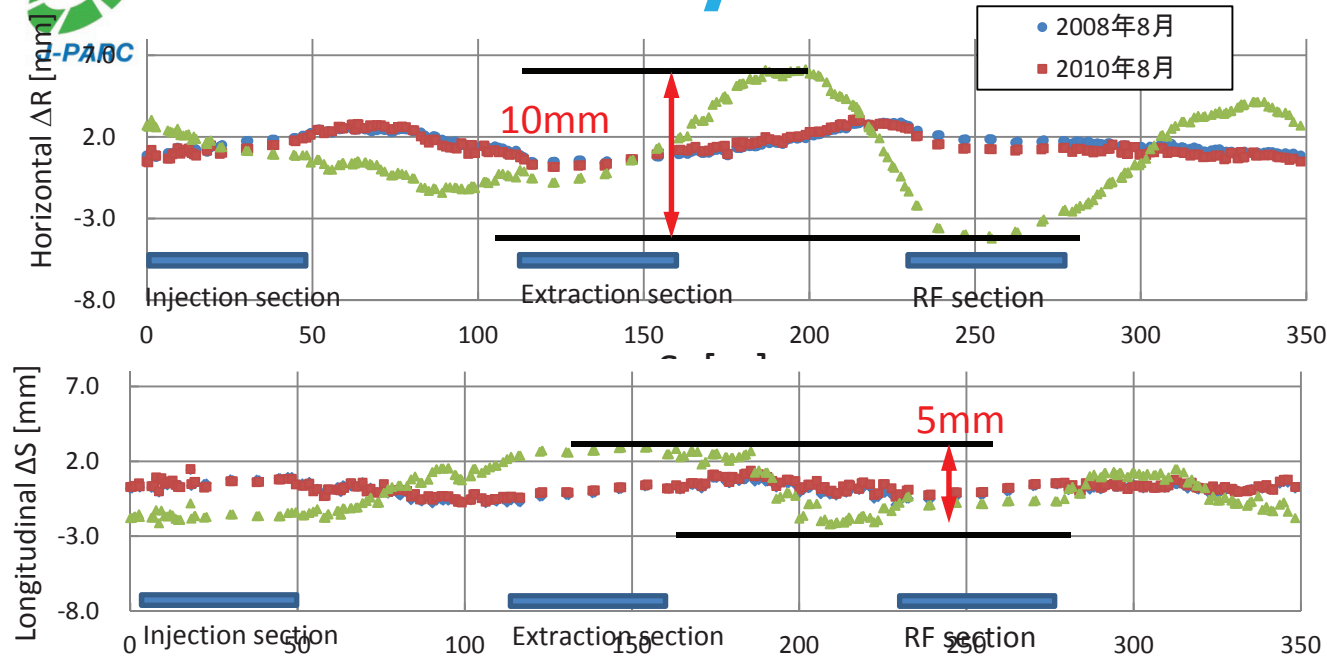 J-PARC
Horizontal ΔR [mm]
7.0
2.0
-3.0
-8.0
2008年8月
2010年8月
10mm
Injection section
Extraction section
RF section
0 50 100 150 200 250 300 350
Longitudinal ΔS [mm]
7.0
2.0
-3.0
-8.0
5mm
Injection section
Extraction section
RF section
0 50 100 150 200 250 300 350